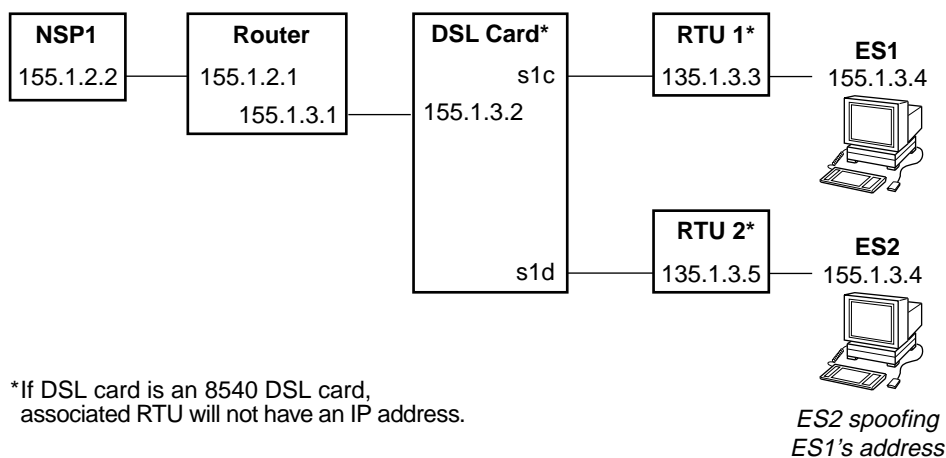 NSP1
155.1.2.2
Router
155.1.2.1
155.1.3.1
DSL Card*
s1c
155.1.3.2
s1d
RTU 1*
135.1.3.3
ES1
155.1.3.4
RTU 2*
135.1.3.5
ES2
155.1.3.4
*If DSL card is an 8540 DSL card,
associated RTU will not have an IP address.
ES2 spoofing
ES1's address